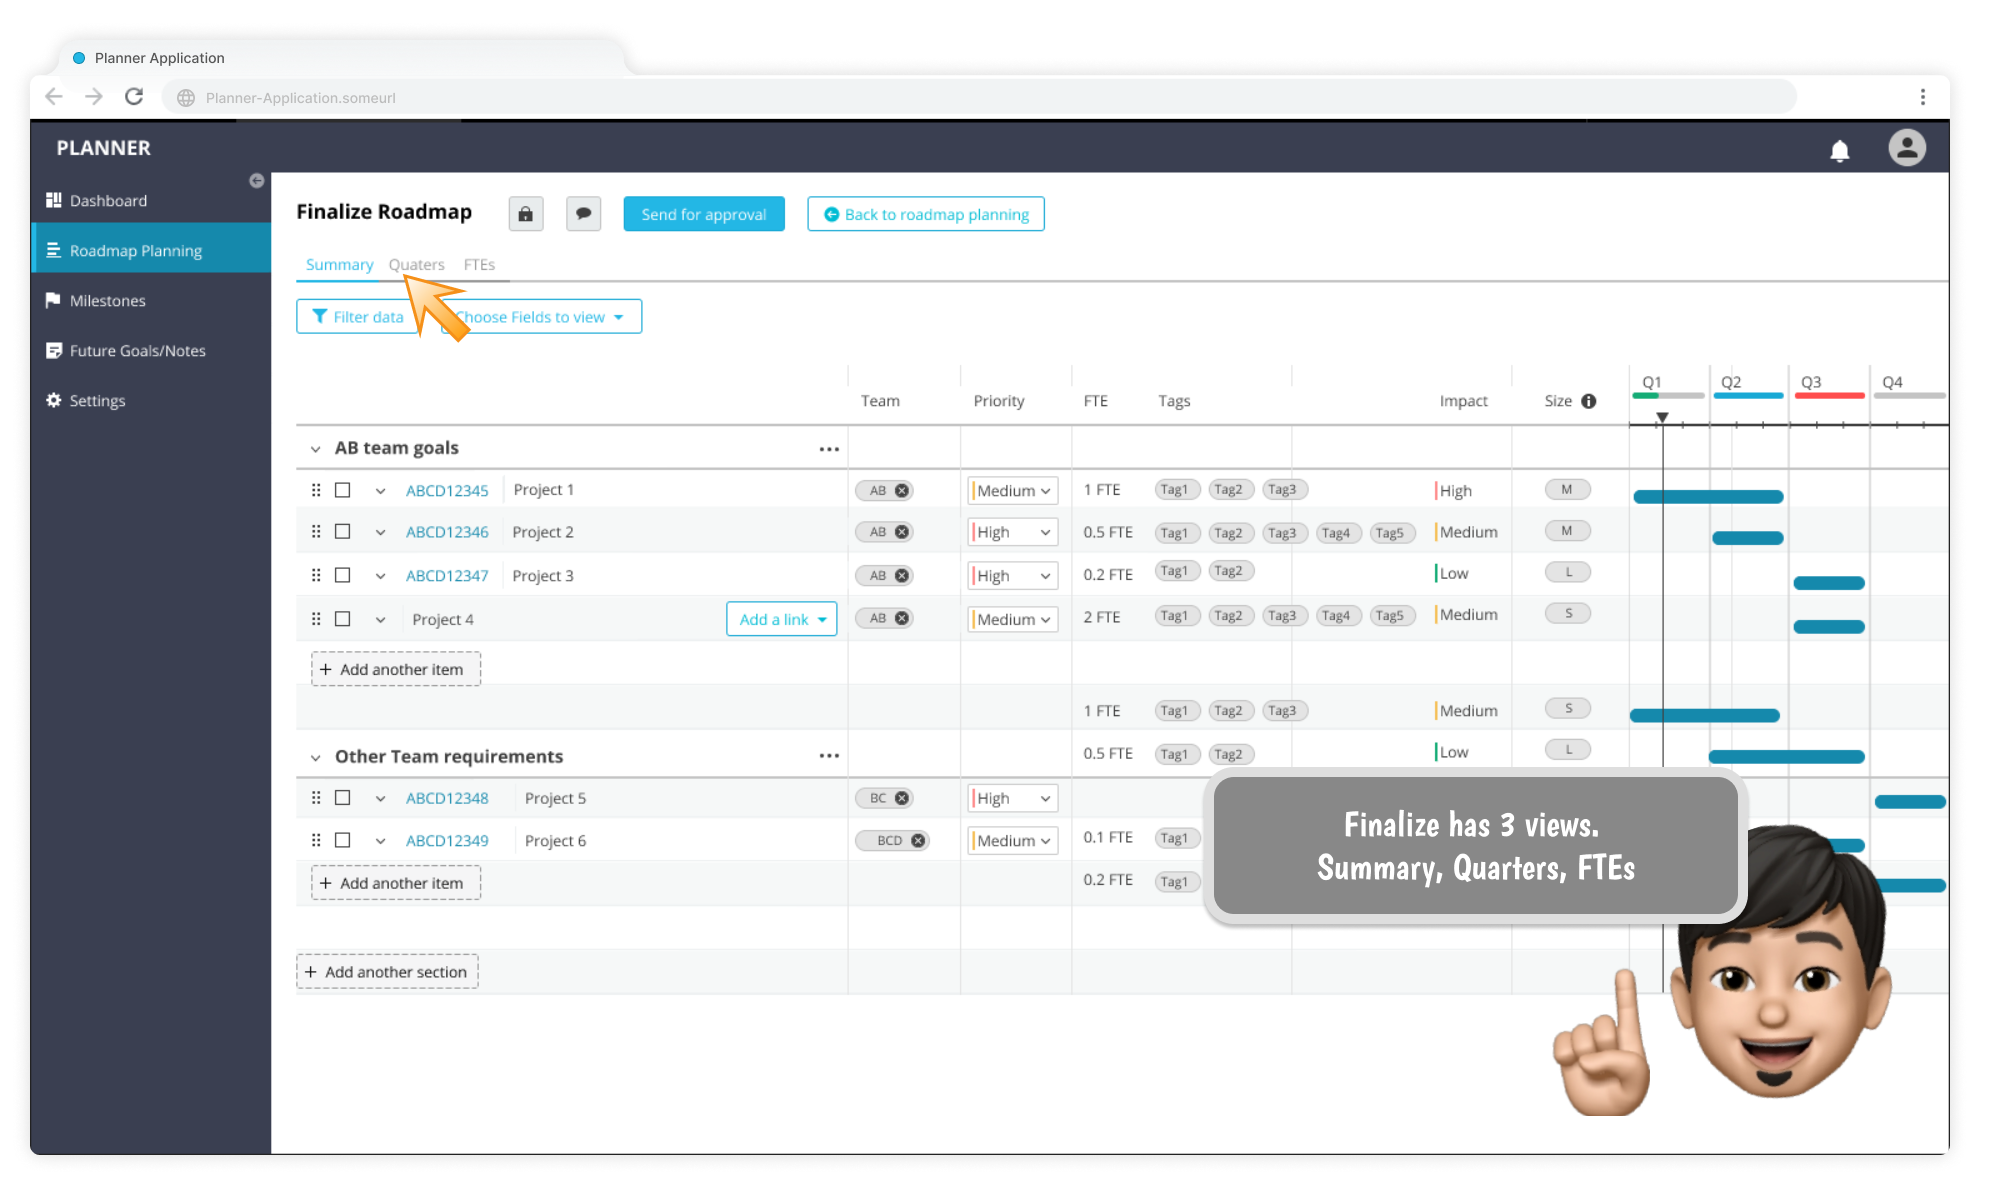 Planner Application
Planner-Application.someurl
PLANNER
Dashboard
Roadmap Planning
Milestones
Future Goals/Notes
Settings
Finalize Roadmap
Send for approval
Back to roadmap planning
Summary Quaters FTEs
Filter data
Choose Fields to view
Q1 Q2 Q3 Q4
Team Priority FTE Tags Impact Size
AB team goals
ABCD12345 Project 1 AB Medium 1 FTE Tag1 Tag2 Tag3 High M
ABCD12346 Project 2 AB High 0.5 FTE Tag1 Tag2 Tag3 Tag4 Tag5 Medium M
ABCD12347 Project 3 AB High 0.2 FTE Tag1 Tag2 Low L
Project 4 Add a link AB Medium 2 FTE Tag1 Tag2 Tag3 Tag4 Tag5 Medium S
+ Add another item
1 FTE Tag1 Tag2 Tag3 Medium S
Other Team requirements 0.5 FTE Tag1 Tag2 Low L
ABCD12348 Project 5 BC High
ABCD12349 Project 6 BCD Medium 0.1 FTE Tag1
+ Add another item 0.2 FTE Tag1
+ Add another section
Finalize has 3 views.
Summary, Quarters, FTEs